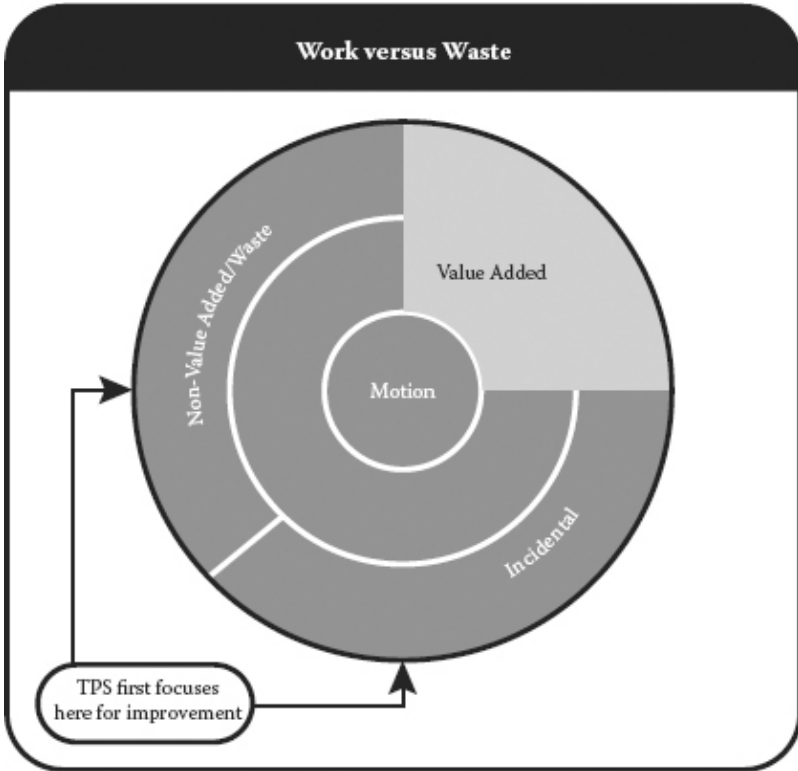 Work versus Waste
Non-Value Added/Waste
Value Added
Motion
Incidental
TPS first focuses
here for improvement